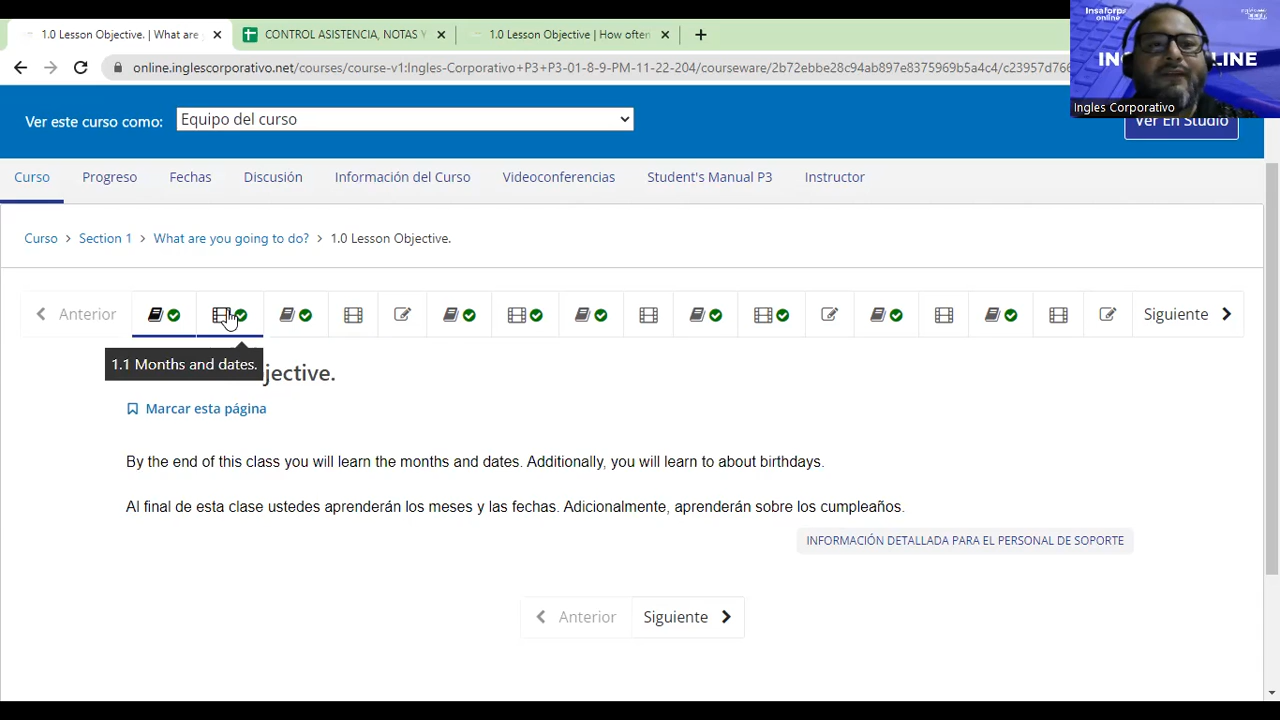 1.0 Lesson Objective. | What are
CONTROL ASISTENCIA, NOTAS Y
1.0 Lesson Objective | How often
online.inglescorporativo.net/courses/course-v1:Ingles-Corporativo+P3+P3-01-8-9-PM-11-22-204/courseware/2b72ebbe28c94ab897e8375969b5a4c4/c23957d766
Insaforp
online
Ingles Corporativo
Ver este curso como:
Equipo del curso
Ver En Studio
Curso
Progreso
Fechas
Discusión
Información del Curso
Videoconferencias
Student's Manual P3
Instructor
Curso > Section 1 > What are you going to do? > 1.0 Lesson Objective.
Anterior
Siguiente
1.1 Months and dates.
jective.
Marcar esta página
By the end of this class you will learn the months and dates. Additionally, you will learn to about birthdays.
Al final de esta clase ustedes aprenderán los meses y las fechas. Adicionalmente, aprenderán sobre los cumpleaños.
INFORMACIÓN DETALLADA PARA EL PERSONAL DE SOPORTE
Anterior
Siguiente